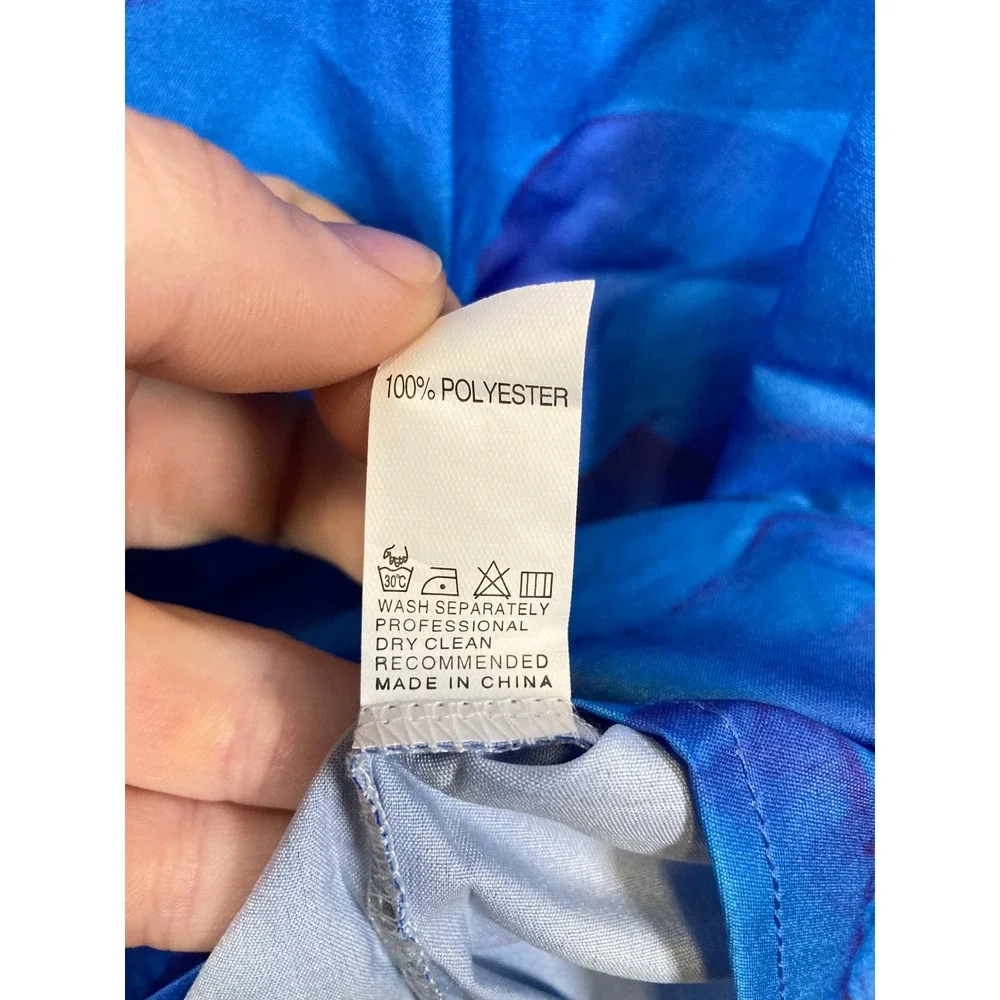 100% POLYESTER
30°C
WASH SEPARATELY
PROFESSIONAL
DRY CLEAN
RECOMMENDED
MADE IN CHINA